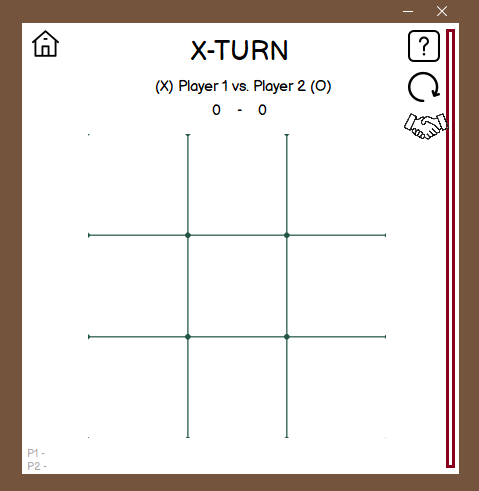 X-TURN
?
(X) Player 1 vs. Player 2 (O)
0 - 0
P1 -
P2 -